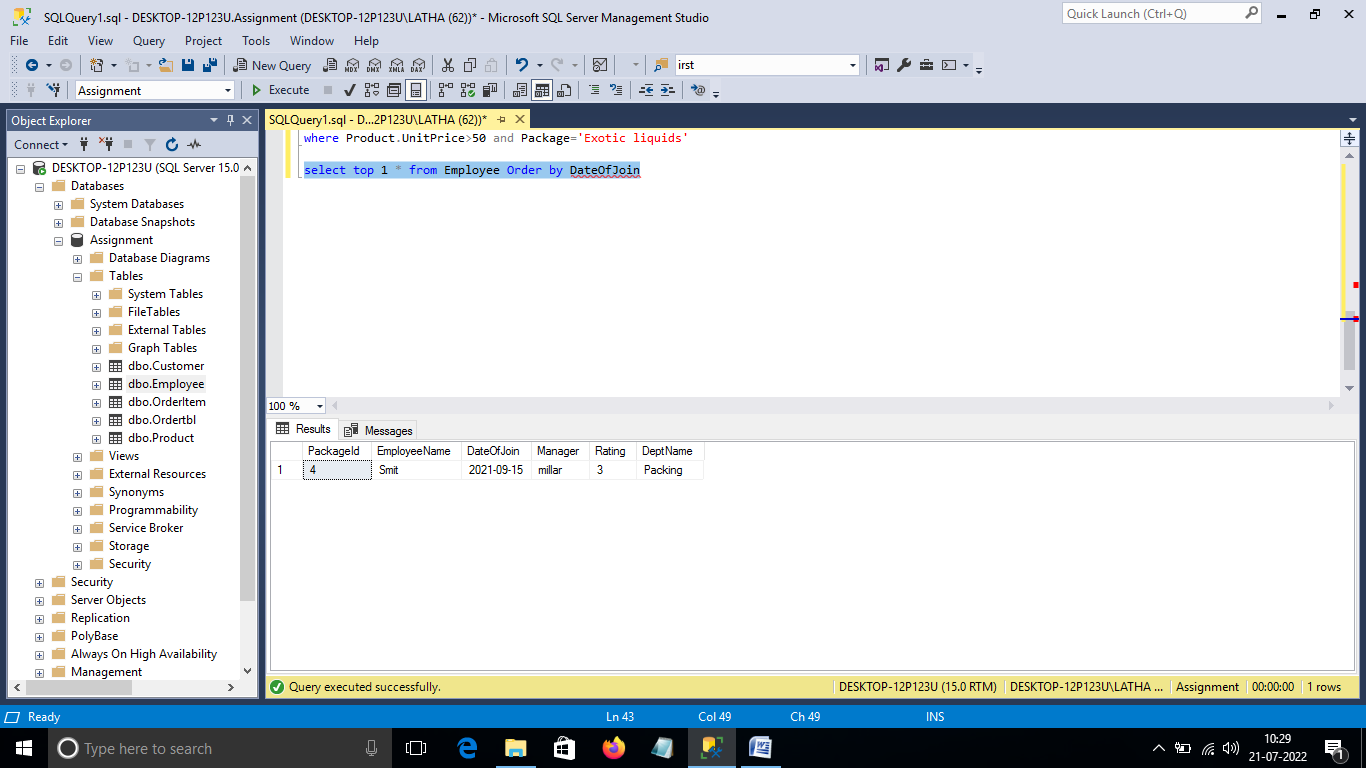 SQLQuery1.sql - DESKTOP-12P123U.Assignment (DESKTOP-12P123U\LATHA (62))* - Microsoft SQL Server Management Studio
Quick Launch (Ctrl+Q)
File Edit View Query Project Tools Window Help
New Query MDX DMX XMLA DAX irst
Assignment Execute
Object Explorer
Connect
DESKTOP-12P123U (SQL Server 15.0
Databases
System Databases
Database Snapshots
Assignment
Database Diagrams
Tables
System Tables
FileTables
External Tables
Graph Tables
dbo.Customer
dbo.Employee
dbo.OrderItem
dbo.Ordertbl
dbo.Product
Views
External Resources
Synonyms
Programmability
Service Broker
Storage
Security
Security
Server Objects
Replication
PolyBase
Always On High Availability
Management
SQLQuery1.sql - D...2P123U\LATHA (62))*
where Product.UnitPrice>50 and Package='Exotic liquids'
select top 1 * from Employee Order by DateOfJoin
100 %
Results Messages
PackageId EmployeeName DateOfJoin Manager Rating DeptName
1 4 Smit 2021-09-15 millar 3 Packing
Query executed successfully. DESKTOP-12P123U (15.0 RTM) DESKTOP-12P123U\LATHA ... Assignment 00:00:00 1 rows
Ready Ln 43 Col 49 Ch 49 INS
Type here to search
10:29
21-07-2022
1